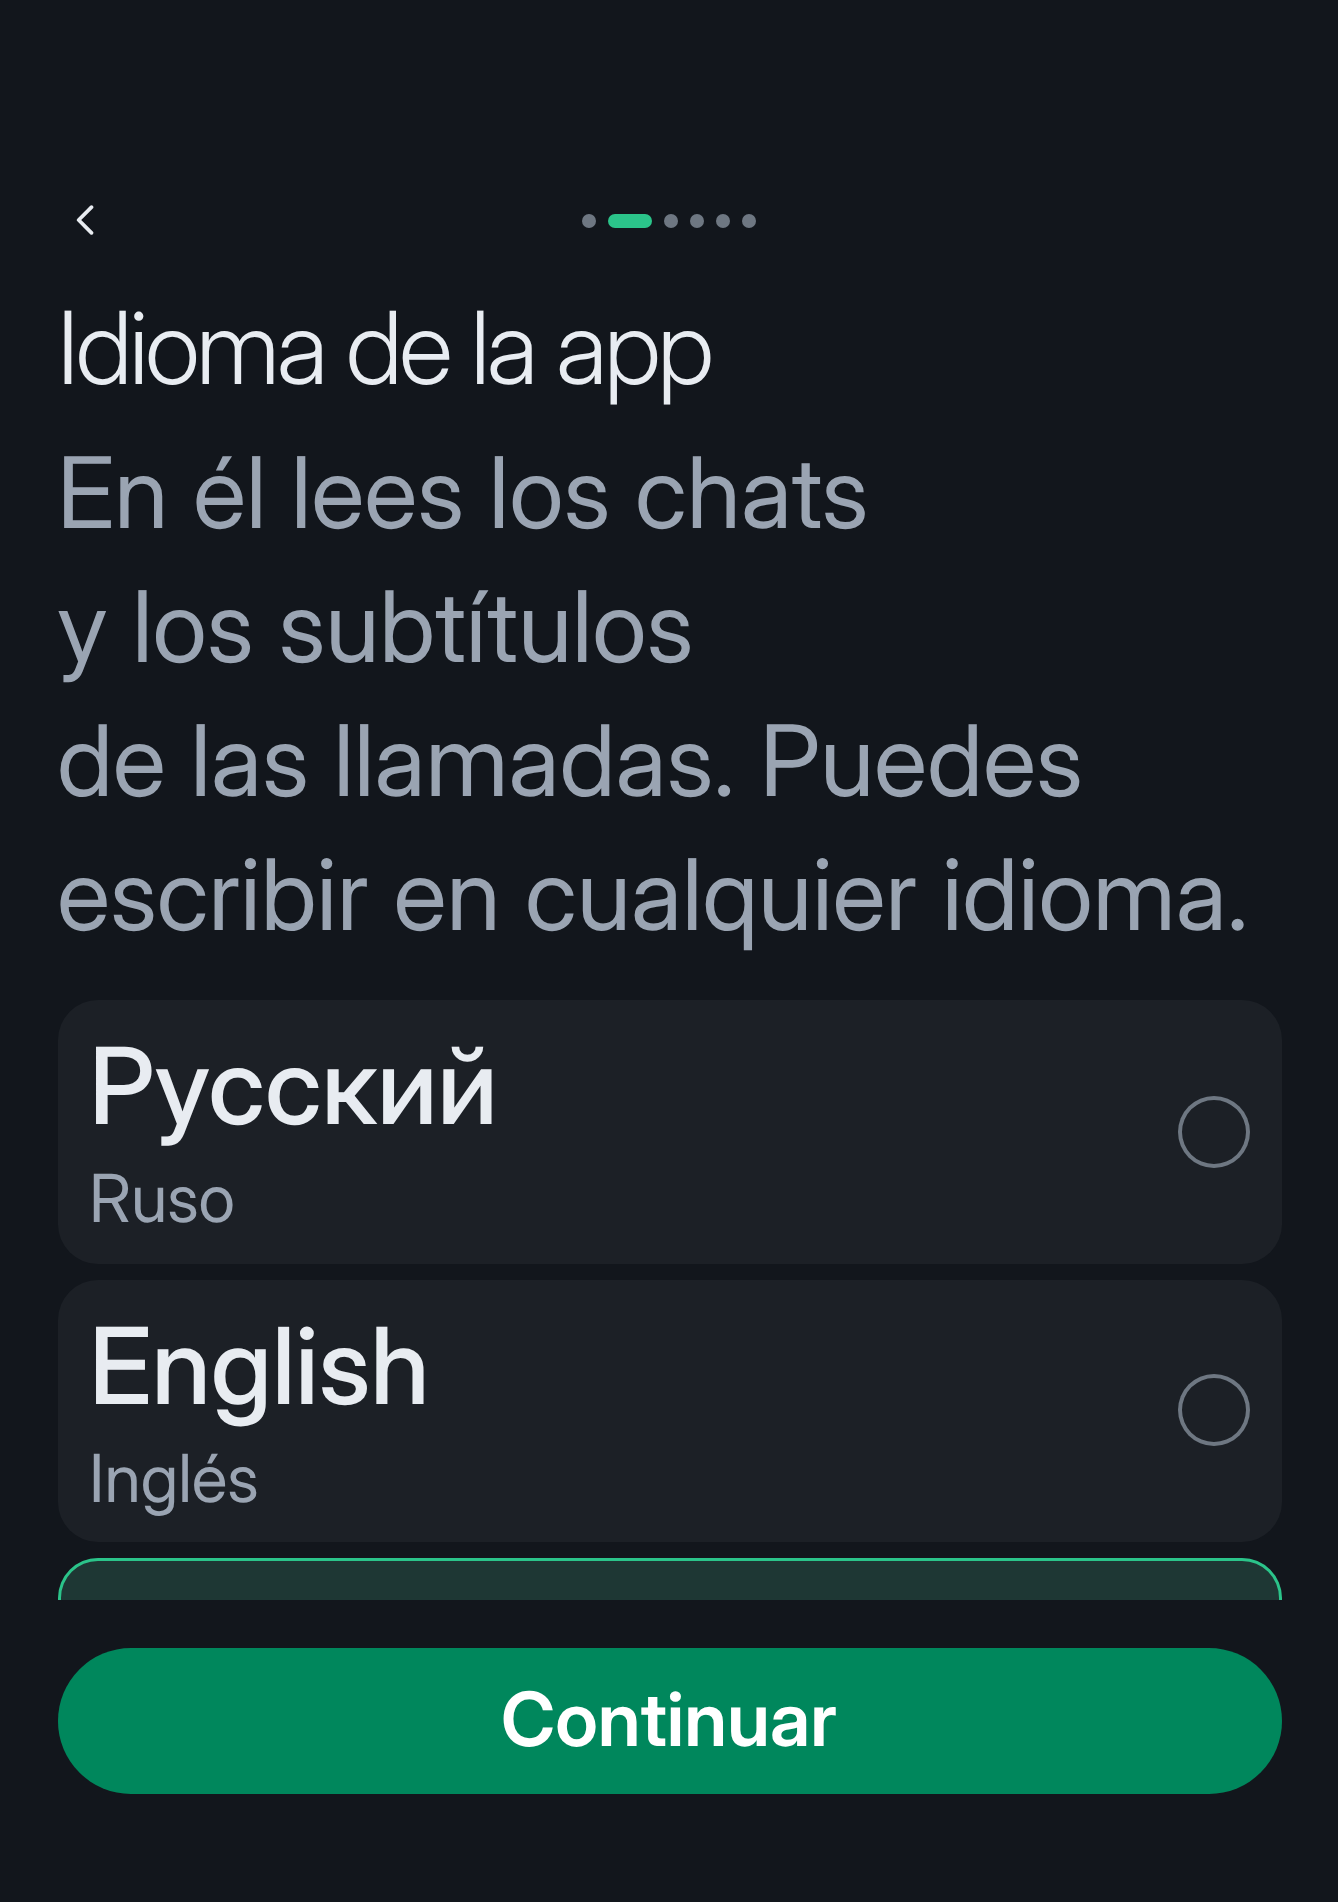 Idioma de la app
En él lees los chats
y los subtítulos
de las llamadas. Puedes
escribir en cualquier idioma.
Русский
Ruso
English
Inglés
Continuar